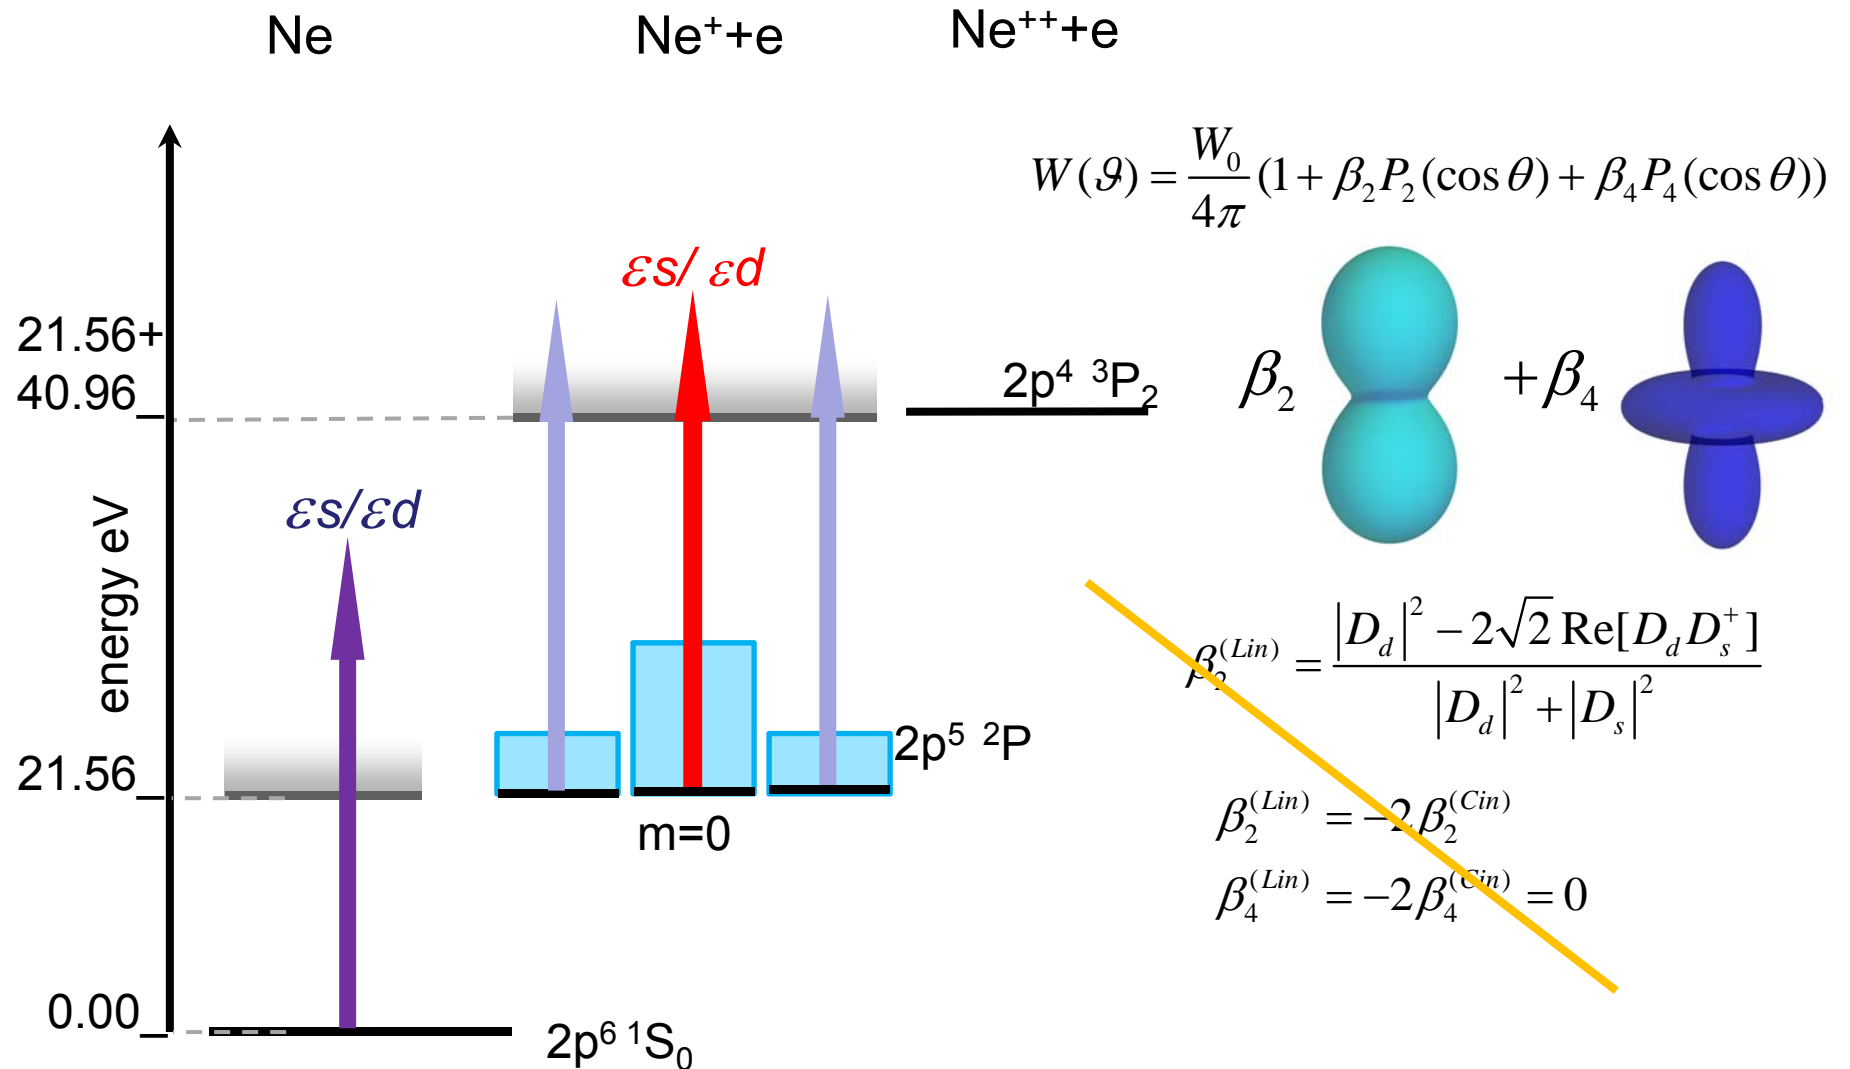 Ne
Ne⁺+e
Ne⁺⁺+e
W(ϑ) = W₀/4π (1 + β₂P₂(cos θ) + β₄P₄(cos θ))
εs/ εd
21.56+
40.96
2p⁴ ³P₂
β₂
+β₄
εs/εd
energy eV
β₂^(Lin) = (|D_d|² − 2√2 Re[D_d D_s⁺]) / (|D_d|² + |D_s|²)
2p⁵ ²P
21.56
m=0
β₂^(Lin) = −2β₂^(Cin)
β₄^(Lin) = −2β₄^(Cin) = 0
0.00
2p⁶ ¹S₀